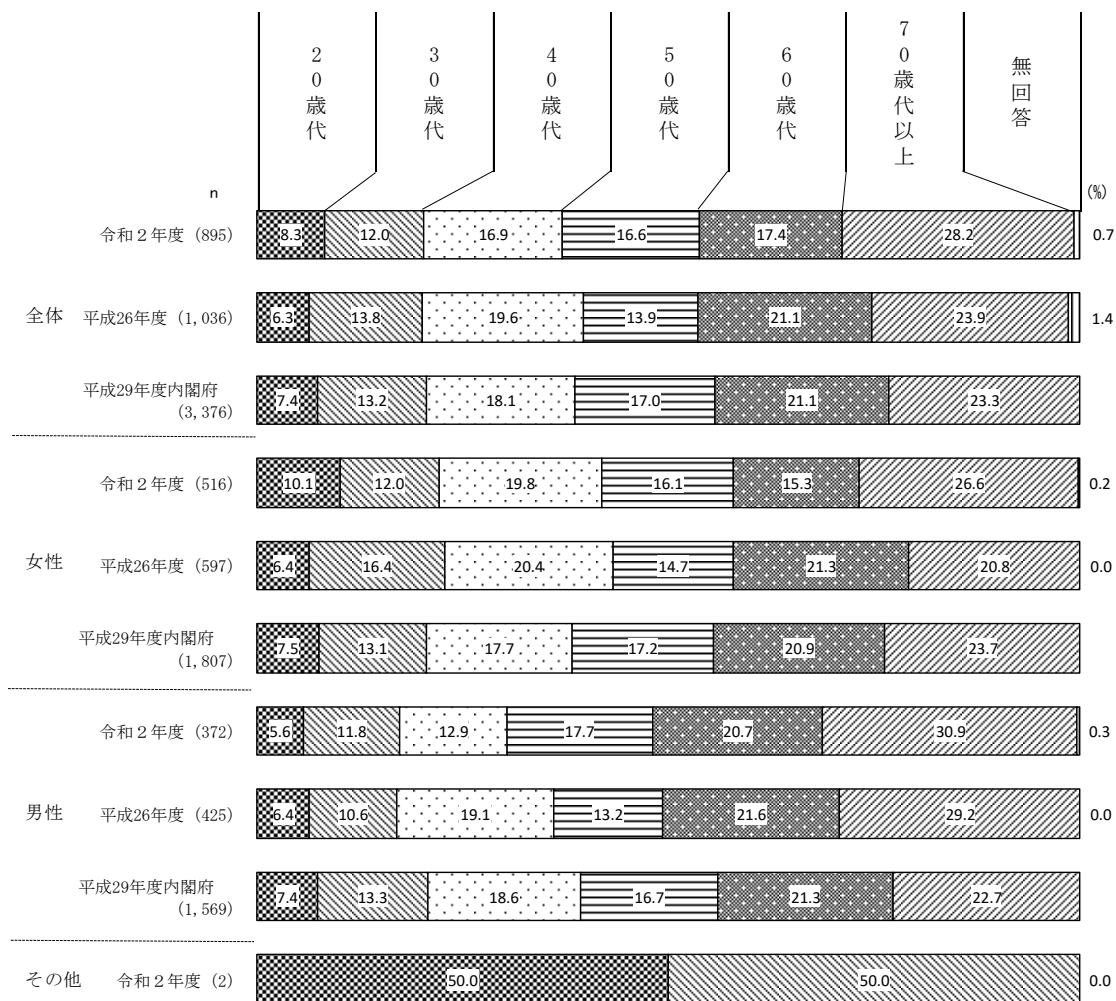 20歳代
30歳代
40歳代
50歳代
60歳代
70歳代以上
無回答
n
(%)
令和２年度 (895)
8.3 12.0 16.9 16.6 17.4 28.2 0.7
全体 平成26年度 (1,036)
6.3 13.8 19.6 13.9 21.1 23.9 1.4
平成29年度内閣府
(3,376)
7.4 13.2 18.1 17.0 21.1 23.3
令和２年度 (516)
10.1 12.0 19.8 16.1 15.3 26.6 0.2
女性 平成26年度 (597)
6.4 16.4 20.4 14.7 21.3 20.8 0.0
平成29年度内閣府
(1,807)
7.5 13.1 17.7 17.2 20.9 23.7
令和２年度 (372)
5.6 11.8 12.9 17.7 20.7 30.9 0.3
男性 平成26年度 (425)
6.4 10.6 19.1 13.2 21.6 29.2 0.0
平成29年度内閣府
(1,569)
7.4 13.3 18.6 16.7 21.3 22.7
その他 令和２年度 (2)
50.0 50.0 0.0